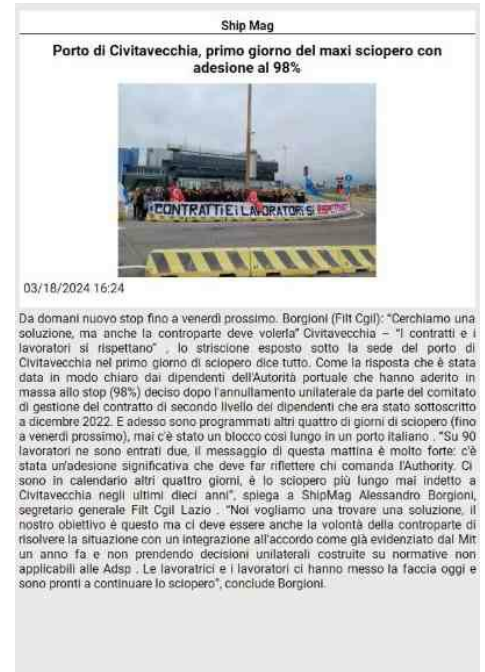 Ship Mag
Porto di Civitavecchia, primo giorno del maxi sciopero con
adesione al 98%
I CONTRATTI E I LAVORATORI SI RISPETTANO
03/18/2024 16:24
Da domani nuovo stop fino a venerdì prossimo. Borgioni (Filt Cgil): "Cerchiamo una
soluzione, ma anche la controparte deve volerla" Civitavecchia – "I contratti e i
lavoratori si rispettano" , lo striscione esposto sotto la sede del porto di
Civitavecchia nel primo giorno di sciopero dice tutto. Come la risposta che è stata
data in modo chiaro dai dipendenti dell'Autorità portuale che hanno aderito in
massa allo stop (98%) deciso dopo l'annullamento unilaterale da parte del comitato
di gestione del contratto di secondo livello dei dipendenti che era stato sottoscritto
a dicembre 2022. E adesso sono programmati altri quattro di giorni di sciopero (fino
a venerdì prossimo), mai c'è stato un blocco così lungo in un porto italiano . "Su 90
lavoratori ne sono entrati due, il messaggio di questa mattina è molto forte: c'è
stata un'adesione significativa che deve far riflettere chi comanda l'Authority. Ci
sono in calendario altri quattro giorni, è lo sciopero più lungo mai indetto a
Civitavecchia negli ultimi dieci anni", spiega a ShipMag Alessandro Borgioni,
segretario generale Filt Cgil Lazio . "Noi vogliamo una trovare una soluzione, il
nostro obiettivo è questo ma ci deve essere anche la volontà della controparte di
risolvere la situazione con un integrazione all'accordo come già evidenziato dal Mit
un anno fa e non prendendo decisioni unilaterali costruite su normative non
applicabili alle Adsp . Le lavoratrici e i lavoratori ci hanno messo la faccia oggi e
sono pronti a continuare lo sciopero", conclude Borgioni.